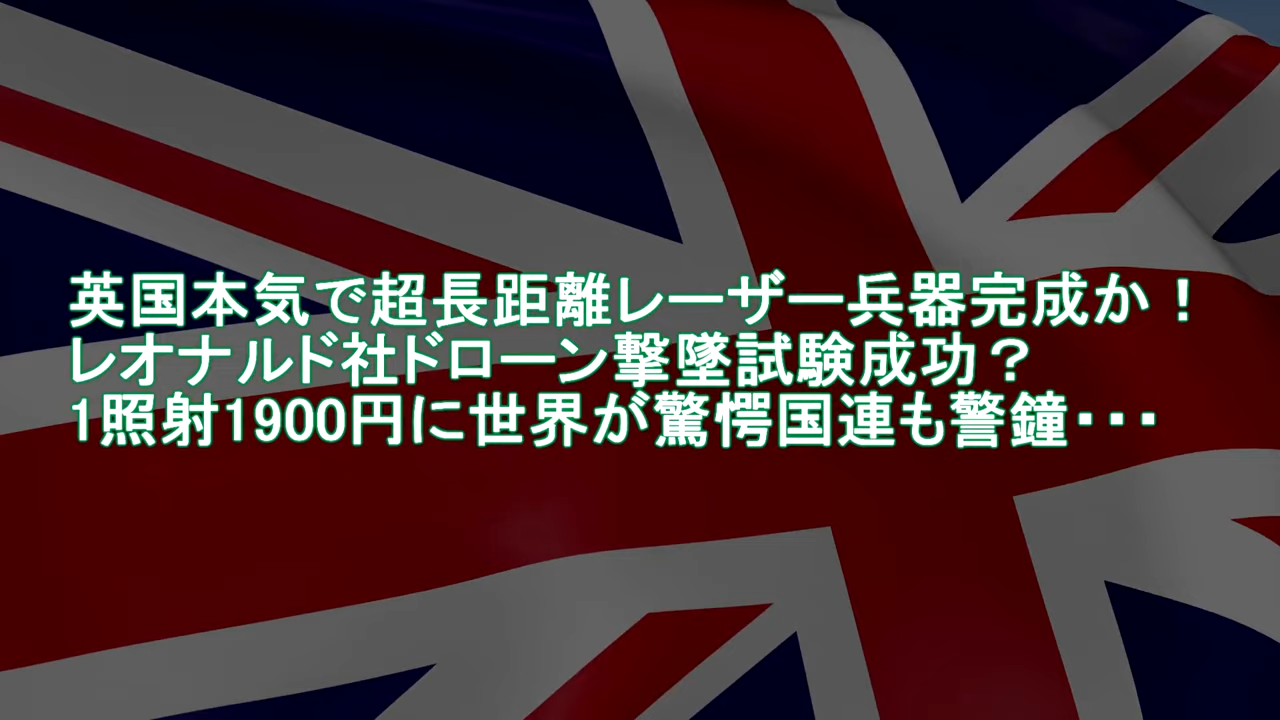 英国本気で超長距離レーザー兵器完成か！
レオナルド社ドローン撃墜試験成功？
1照射1900円に世界が驚愕国連も警鐘・・・